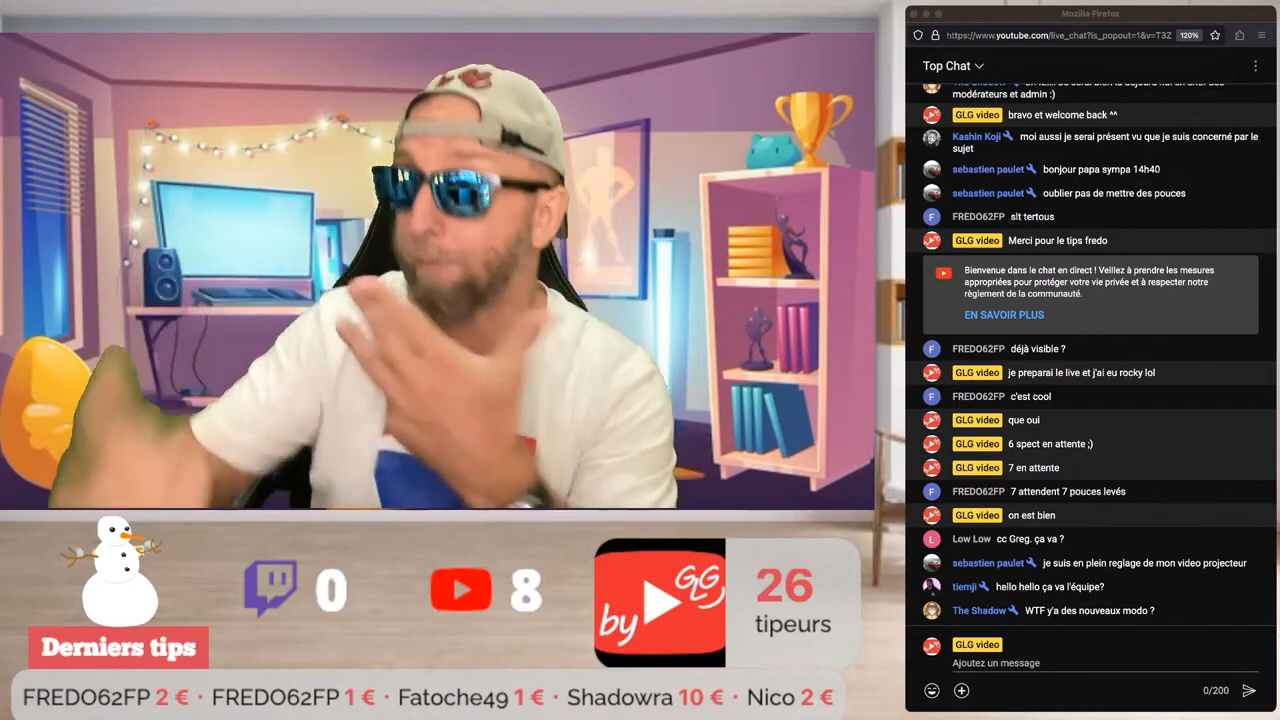 Mozilla Firefox
https://www.youtube.com/live_chat?is_popout=1&v=T3Z
120%
Top Chat
modérateurs et admin :)
GLG video bravo et welcome back ^^
Kashin Koji moi aussi je serai présent vu que je suis concerné par le
sujet
sebastien paulet bonjour papa sympa 14h40
sebastien paulet oublier pas de mettre des pouces
F FREDO62FP slt tertous
GLG video Merci pour le tips fredo
Bienvenue dans le chat en direct ! Veillez à prendre les mesures
appropriées pour protéger votre vie privée et à respecter notre
règlement de la communauté.
EN SAVOIR PLUS
F FREDO62FP déjà visible ?
GLG video je preparai le live et j'ai eu rocky lol
F FREDO62FP c'est cool
GLG video que oui
GLG video 6 spect en attente ;)
GLG video 7 en attente
F FREDO62FP 7 attendent 7 pouces levés
GLG video on est bien
L Low Low cc Greg. ça va ?
sebastien paulet je suis en plein reglage de mon video projecteur
tiemji hello hello ça va l'équipe?
The Shadow WTF y'a des nouveaux modo ?
GLG video
Ajoutez un message
0/200
0
8
by GLG
26
tipeurs
Derniers tips
FREDO62FP 2 € · FREDO62FP 1 € · Fatoche49 1 € · Shadowra 10 € · Nico 2 €